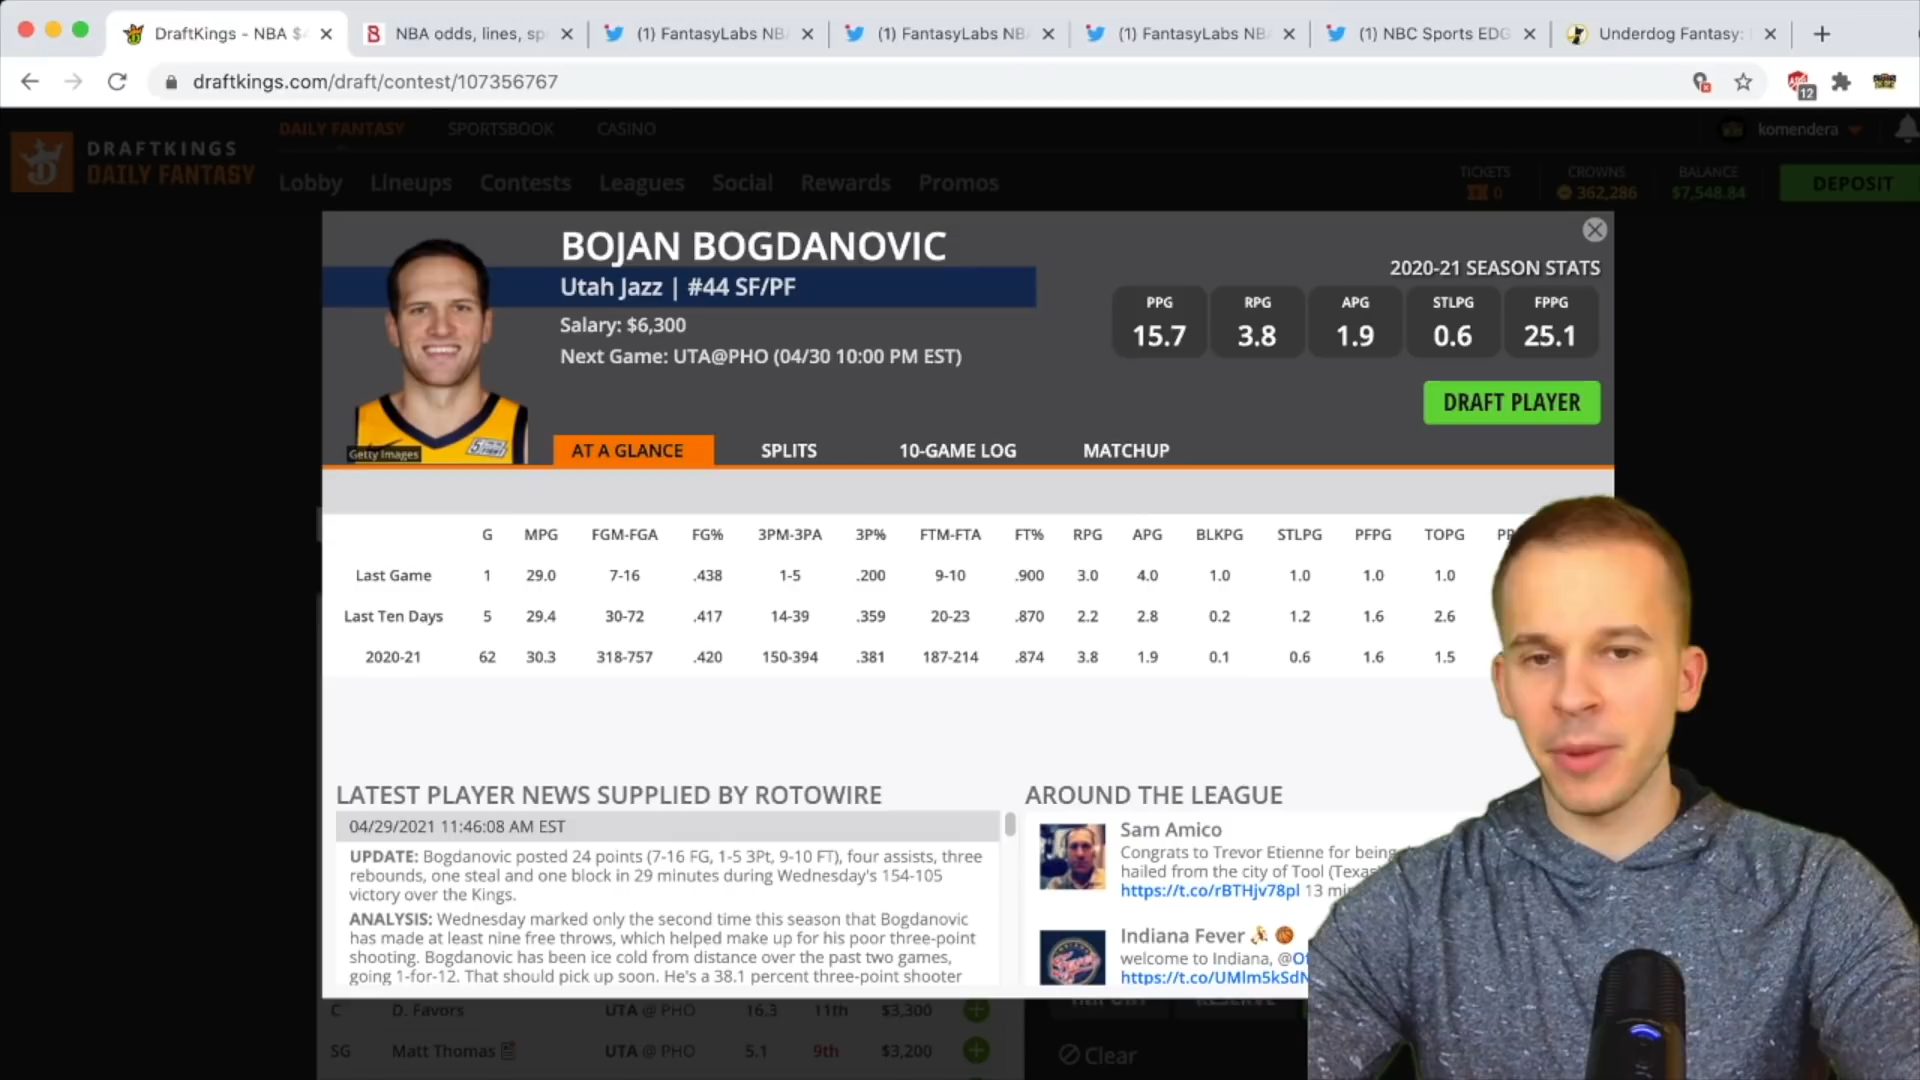 DraftKings - NBA $
NBA odds, lines, sp
(1) FantasyLabs NB
(1) FantasyLabs NB
(1) FantasyLabs NB
(1) NBC Sports EDG
Underdog Fantasy:
draftkings.com/draft/contest/107356767
12
DAILY FANTASY SPORTSBOOK CASINO
komendera
DRAFTKINGS
DAILY FANTASY
Lobby Lineups Contests Leagues Social Rewards Promos
TICKETS
0
CROWNS
362,286
BALANCE
$7,548.84
DEPOSIT
BOJAN BOGDANOVIC
Utah Jazz | #44 SF/PF
Salary: $6,300
Next Game: UTA@PHO (04/30 10:00 PM EST)
2020-21 SEASON STATS
PPG RPG APG STLPG FPPG
15.7 3.8 1.9 0.6 25.1
DRAFT PLAYER
Getty Images
AT A GLANCE SPLITS 10-GAME LOG MATCHUP
G MPG FGM-FGA FG% 3PM-3PA 3P% FTM-FTA FT% RPG APG BLKPG STLPG PFPG TOPG
Last Game 1 29.0 7-16 .438 1-5 .200 9-10 .900 3.0 4.0 1.0 1.0 1.0 1.0
Last Ten Days 5 29.4 30-72 .417 14-39 .359 20-23 .870 2.2 2.8 0.2 1.2 1.6 2.6
2020-21 62 30.3 318-757 .420 150-394 .381 187-214 .874 3.8 1.9 0.1 0.6 1.6 1.5
LATEST PLAYER NEWS SUPPLIED BY ROTOWIRE
04/29/2021 11:46:08 AM EST
UPDATE: Bogdanovic posted 24 points (7-16 FG, 1-5 3Pt, 9-10 FT), four assists, three
rebounds, one steal and one block in 29 minutes during Wednesday's 154-105
victory over the Kings.
ANALYSIS: Wednesday marked only the second time this season that Bogdanovic
has made at least nine free throws, which helped make up for his poor three-point
shooting. Bogdanovic has been ice cold from distance over the past two games,
going 1-for-12. That should pick up soon. He's a 38.1 percent three-point shooter
AROUND THE LEAGUE
Sam Amico
Congrats to Trevor Etienne for being
hailed from the city of Tool (Texas
https://t.co/rBTHjv78pl 13 min
Indiana Fever
welcome to Indiana, @Of
https://t.co/UMlm5kSdN
C D. Favors UTA @ PHO 16.3 11th $3,300
SG Matt Thomas UTA @ PHO 5.1 9th $3,200
Clear